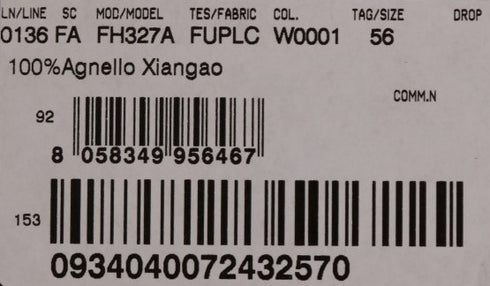 LN/LINE SC MOD/MODEL TES/FABRIC COL. TAG/SIZE DROP
0136 FA FH327A FUPLC W0001 56
100%Agnello Xiangao
COMM.N
92
8 058349 956467
153
0934040072432570